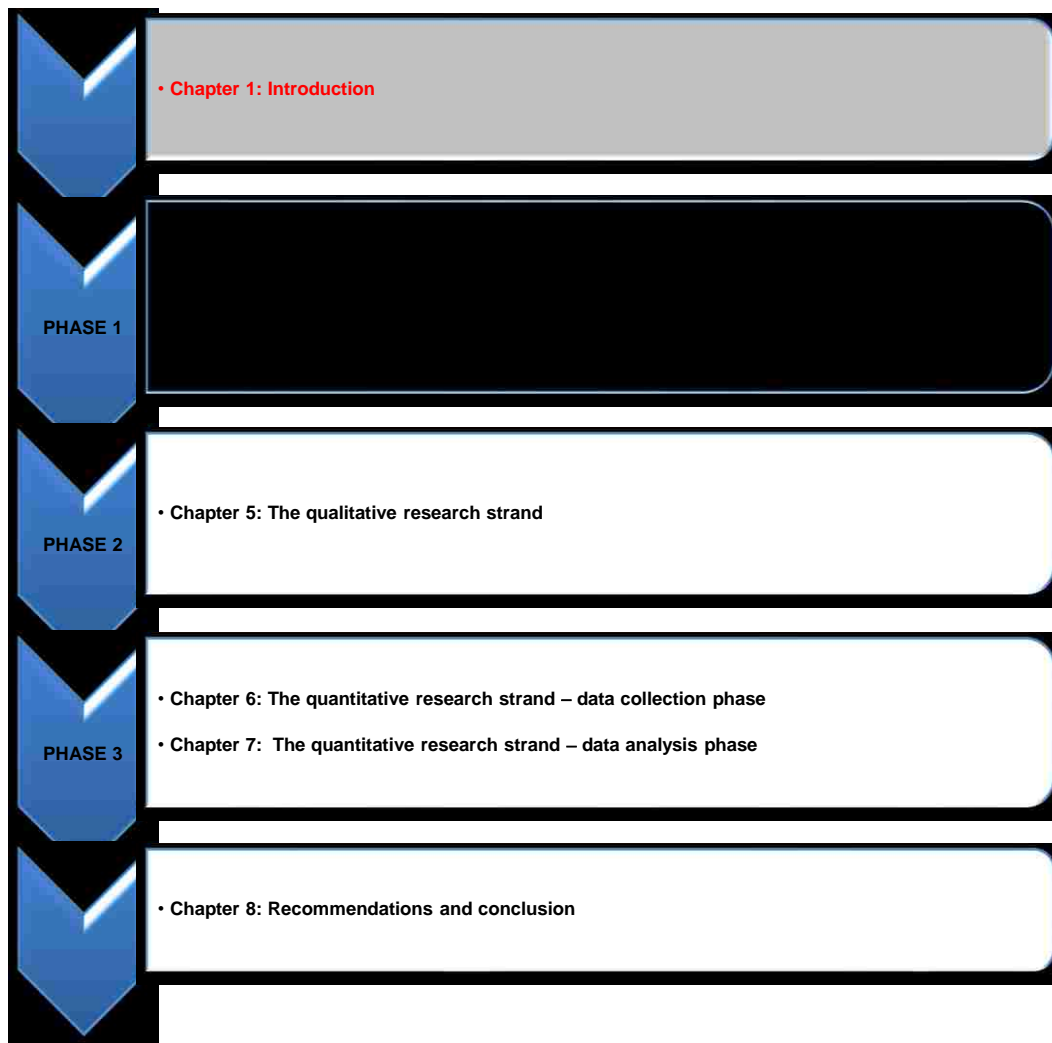 • Chapter 1: Introduction
PHASE 1
• Chapter 5: The qualitative research strand
PHASE 2
• Chapter 6: The quantitative research strand – data collection phase
• Chapter 7:  The quantitative research strand – data analysis phase
PHASE 3
• Chapter 8: Recommendations and conclusion